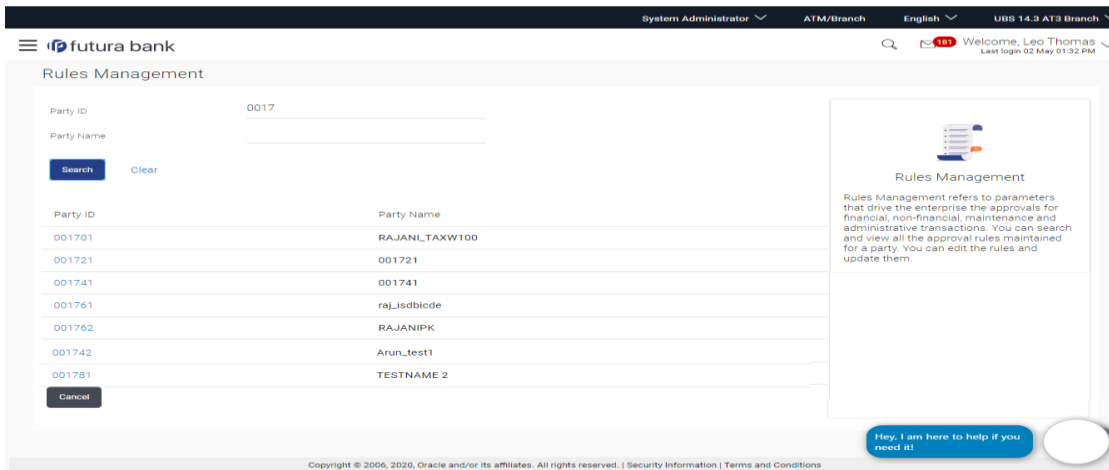 System Administrator ATM/Branch English UBS 14.3 AT3 Branch
futura bank 181 Welcome, Leo Thomas
Last login 02 May 01:32 PM
Rules Management
Party ID 0017
Party Name
Search Clear
Party ID Party Name
001701 RAJANI_TAXW100
001721 001721
001741 001741
001761 raj_isdbicde
001762 RAJANIPK
001742 Arun_test1
001781 TESTNAME 2
Cancel
Rules Management
Rules Management refers to parameters
that drive the enterprise the approvals for
financial, non-financial, maintenance and
administrative transactions. You can search
and view all the approval rules maintained
for a party. You can edit the rules and
update them.
Hey, I am here to help if you
need it!
Copyright © 2006, 2020, Oracle and/or its affiliates. All rights reserved. | Security Information | Terms and Conditions